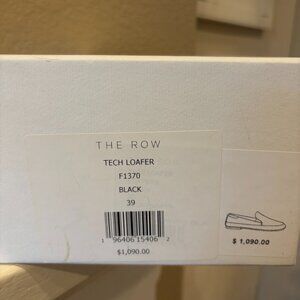 THE ROW
TECH LOAFER
F1370
BLACK
39
1 96406 15406 2
$1,090.00
$ 1,090.00